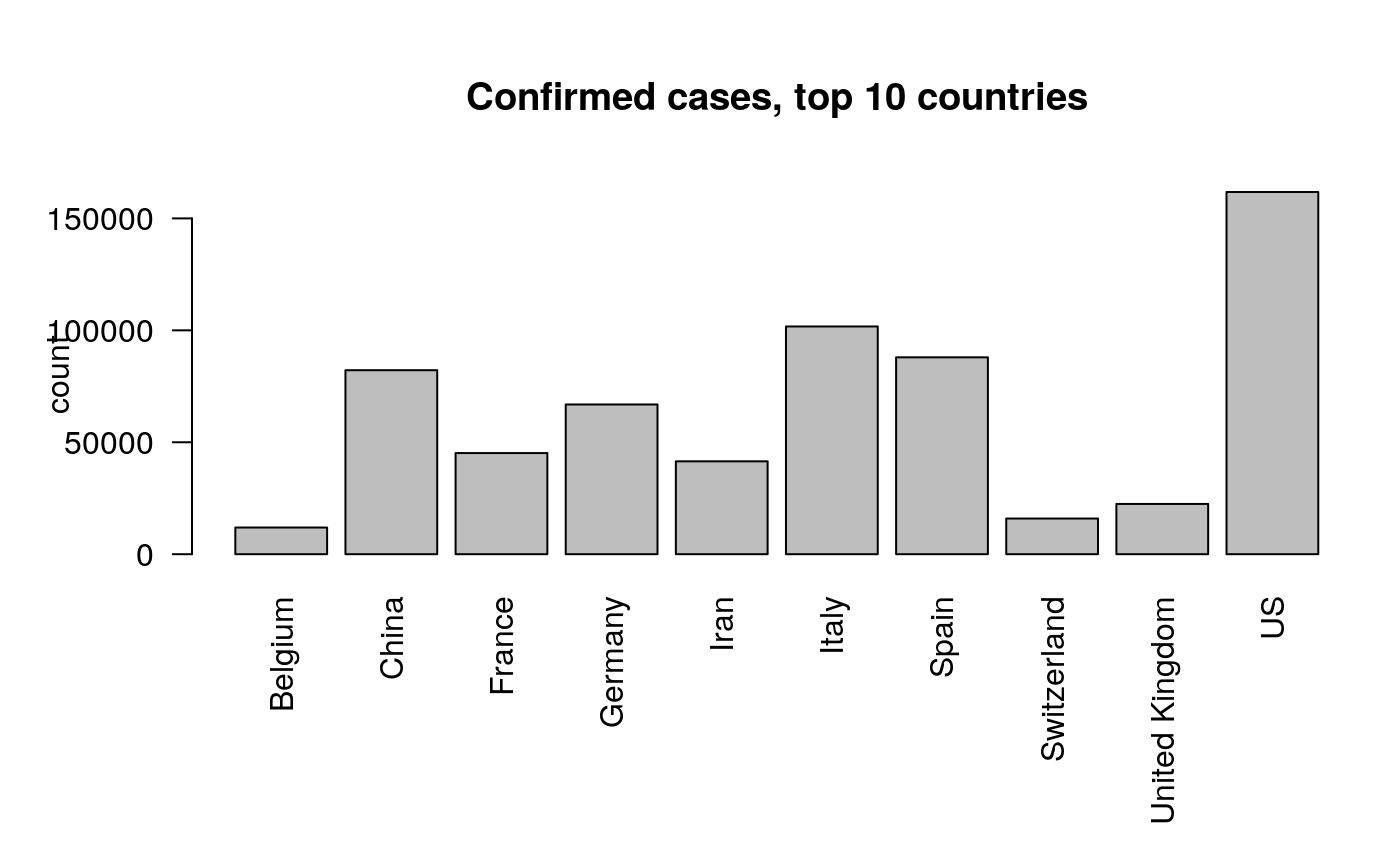 Confirmed cases, top 10 countries
150000
100000
50000
0
count
Belgium
China
France
Germany
Iran
Italy
Spain
Switzerland
United Kingdom
US